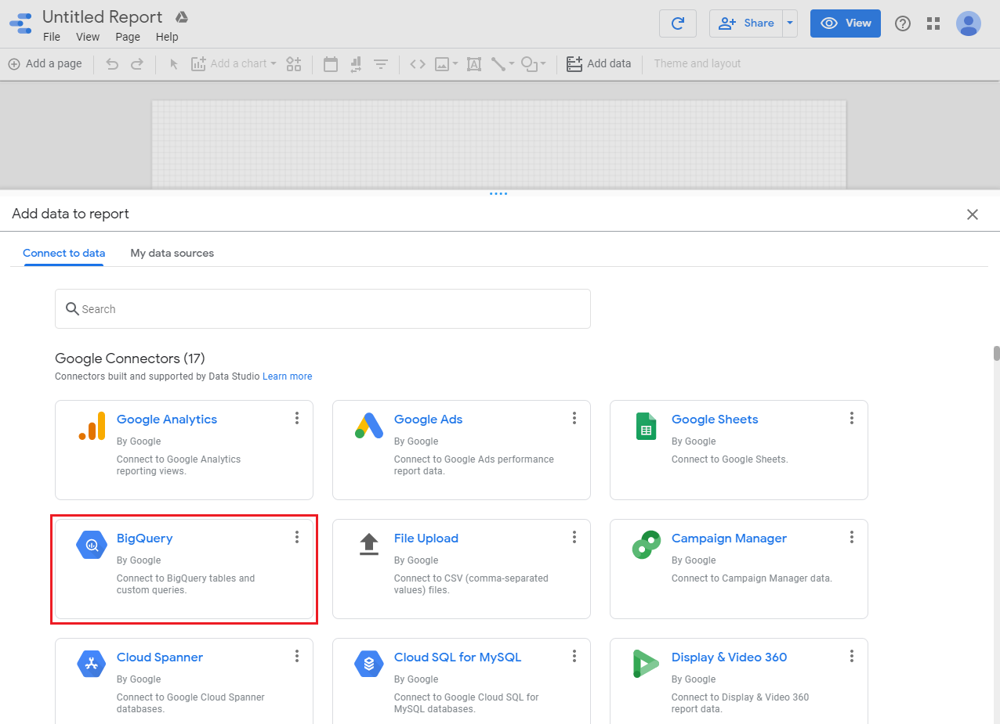 Untitled Report
File View Page Help
Share
View
Add a page
Add a chart
Add data
Theme and layout
Add data to report
Connect to data
My data sources
Search
Google Connectors (17)
Connectors built and supported by Data Studio Learn more
Google Analytics
By Google
Connect to Google Analytics
reporting views.
Google Ads
By Google
Connect to Google Ads performance
report data.
Google Sheets
By Google
Connect to Google Sheets.
BigQuery
By Google
Connect to BigQuery tables and
custom queries.
File Upload
By Google
Connect to CSV (comma-separated
values) files.
Campaign Manager
By Google
Connect to Campaign Manager data.
Cloud Spanner
By Google
Connect to Google Cloud Spanner
databases.
Cloud SQL for MySQL
By Google
Connect to Google Cloud SQL for
MySQL databases.
Display & Video 360
By Google
Connect to Display & Video 360
report data.